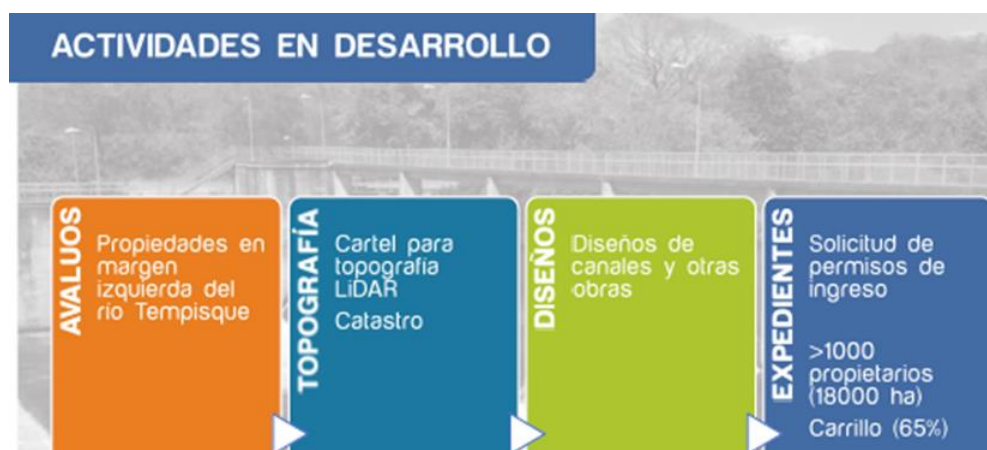 ACTIVIDADES EN DESARROLLO
AVALUOS
Propiedades en
margen
izquierda del
río Tempisque
TOPOGRAFÍA
Cartel para
topografía
LiDAR
Catastro
DISEÑOS
Diseños de
canales y otras
obras
EXPEDIENTES
Solicitud de
permisos de
ingreso
>1000
propietarios
(18000 ha)
Carrillo (65%)